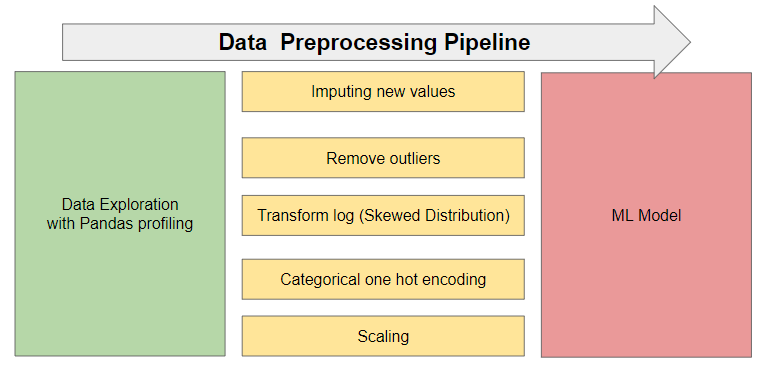 Data Preprocessing Pipeline
Data Exploration
with Pandas profiling
Imputing new values
Remove outliers
Transform log (Skewed Distribution)
Categorical one hot encoding
Scaling
ML Model